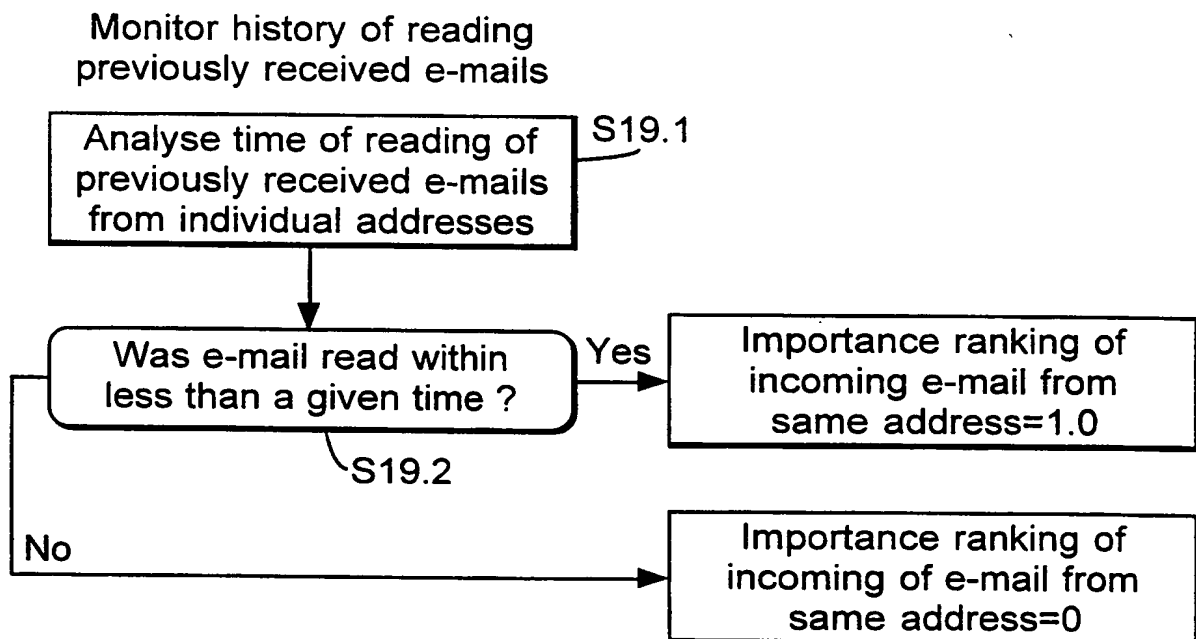 Monitor history of reading
previously received e-mails
Analyse time of reading of
previously received e-mails
from individual addresses
S19.1
Was e-mail read within
less than a given time ?
S19.2
Yes
Importance ranking of
incoming e-mail from
same address=1.0
No
Importance ranking of
incoming of e-mail from
same address=0